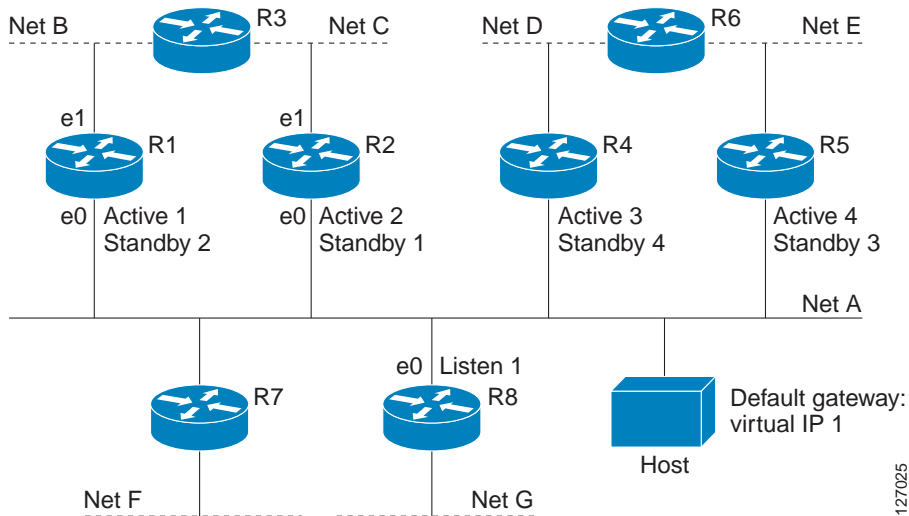 Net B
R3
Net C
Net D
R6
Net E
e1
R1
e1
R2
R4
R5
e0
Active 1
Standby 2
e0
Active 2
Standby 1
Active 3
Standby 4
Active 4
Standby 3
Net A
e0
Listen 1
R7
R8
Default gateway:
virtual IP 1
Host
Net F
Net G
127025